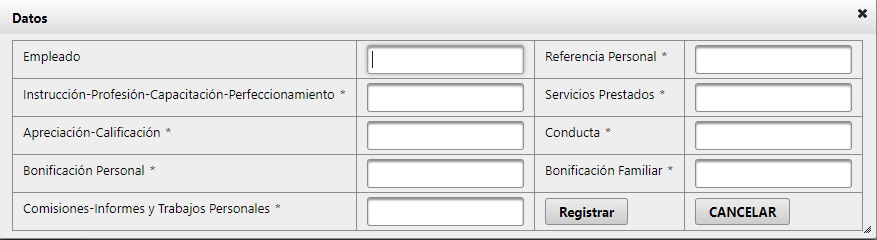 Datos
Empleado Referencia Personal *
Instrucción-Profesión-Capacitación-Perfeccionamiento * Servicios Prestados *
Apreciación-Calificación * Conducta *
Bonificación Personal * Bonificación Familiar *
Comisiones-Informes y Trabajos Personales * Registrar CANCELAR